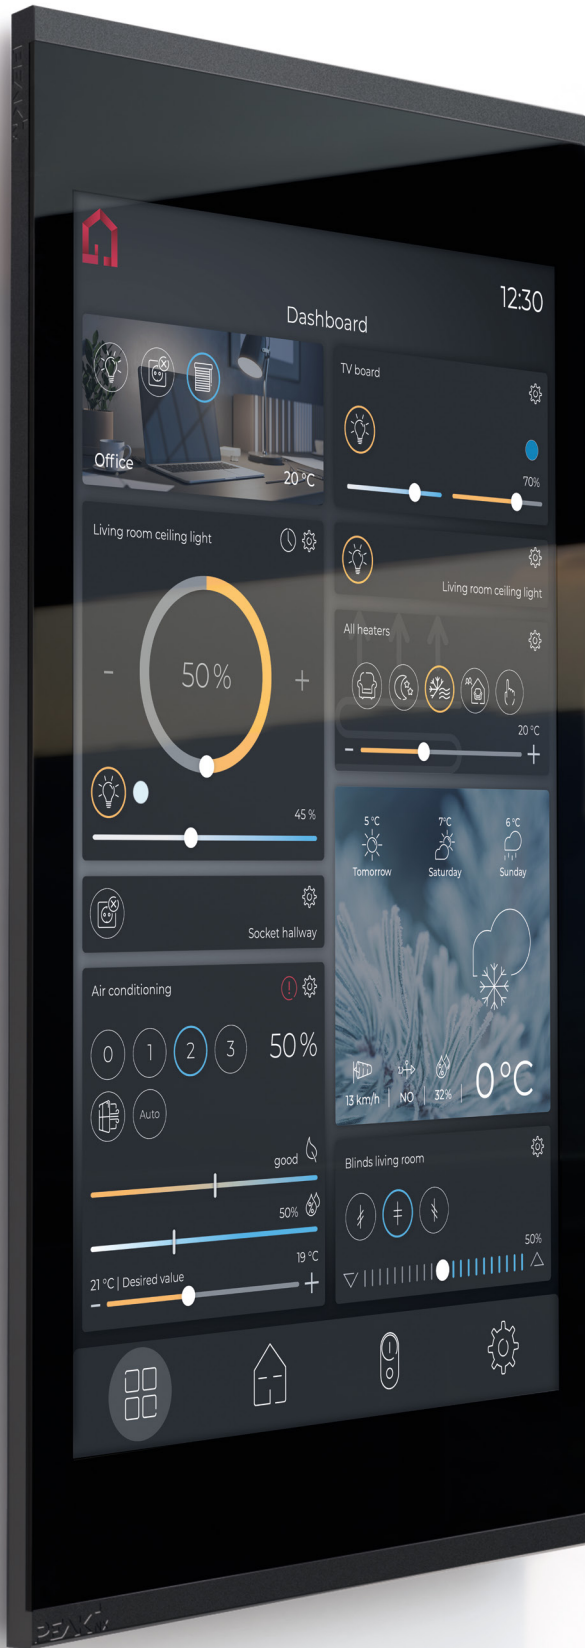 12:30
Dashboard
Office
20 °C
TV board
70%
Living room ceiling light
50%
-
+
45 %
Living room ceiling light
All heaters
20 °C
-
+
Socket hallway
Air conditioning
0
1
2
3
50%
Auto
good
50%
19 °C
21 °C | Desired value
-
+
5 °C
7°C
6 °C
Tomorrow
Saturday
Sunday
13 km/h
NO
32%
0°C
Blinds living room
50%
PEAKT